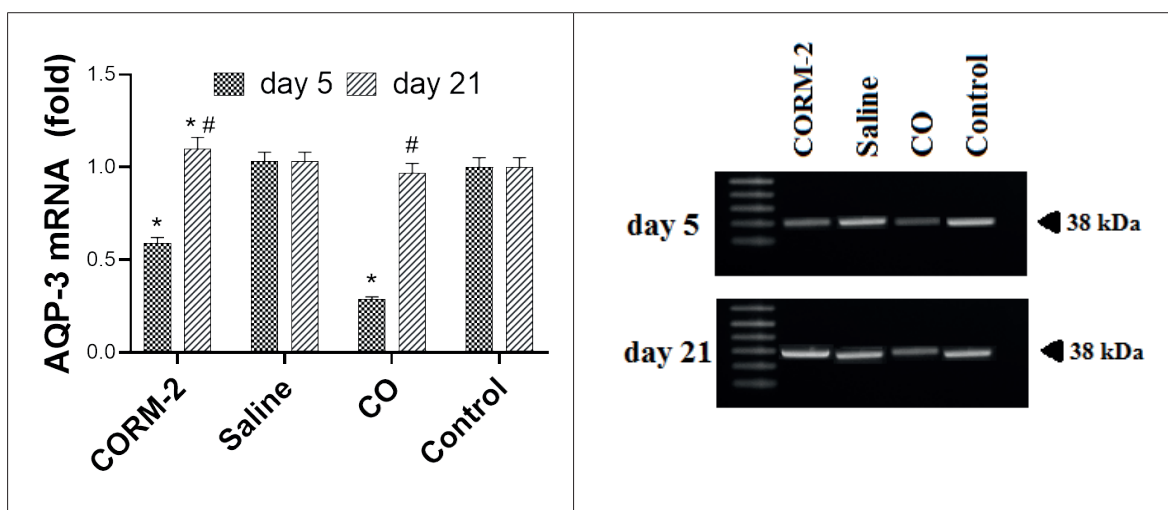 AQP-3 mRNA (fold)
1.5
1.0
0.5
0.0
day 5
day 21
*
* #
*
#
CORM-2
Saline
CO
Control
CORM-2
Saline
CO
Control
day 5
38 kDa
day 21
38 kDa